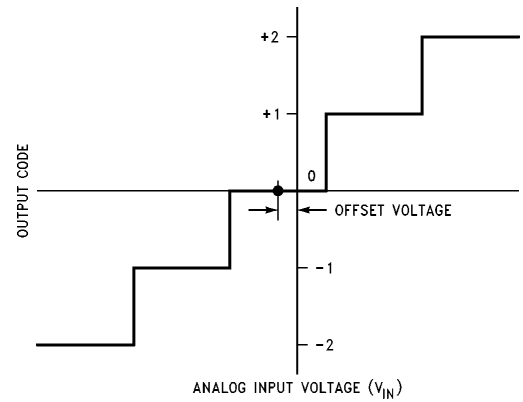 +2
+1
0
OUTPUT CODE
OFFSET VOLTAGE
-1
-2
ANALOG INPUT VOLTAGE (VIN)